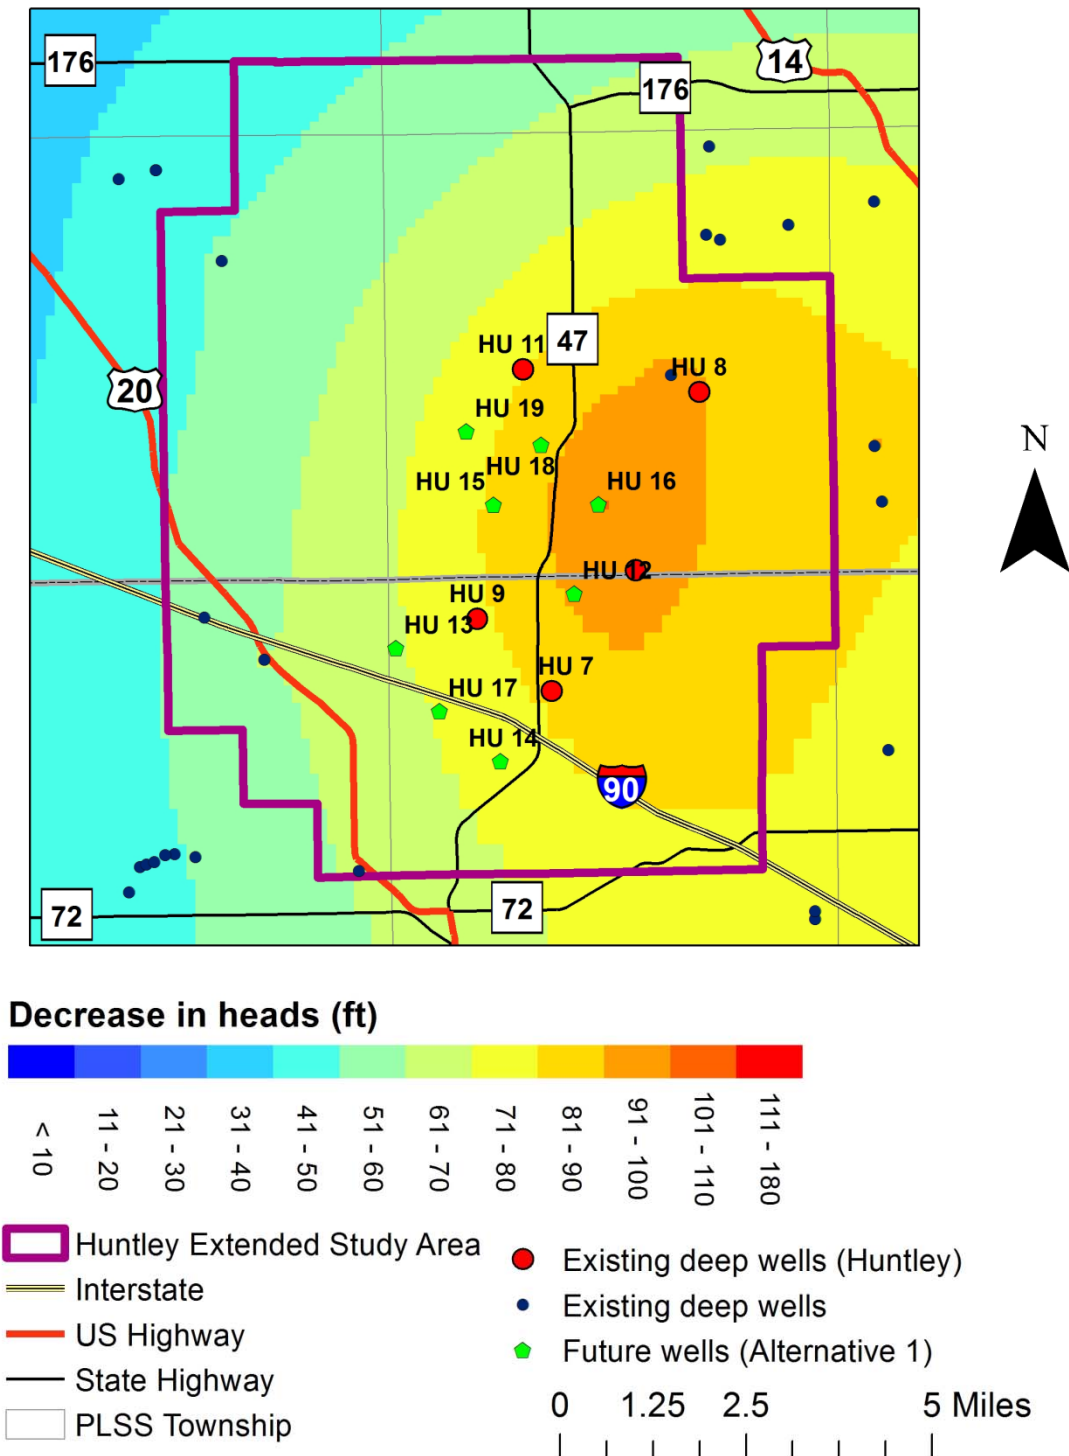 176
14
176
HU 11
47
HU 8
20
HU 19
HU 18
HU 15
HU 16
HU 12
HU 9
HU 13
HU 7
HU 17
HU 14
90
72
72
N
Decrease in heads (ft)
< 10
11 - 20
21 - 30
31 - 40
41 - 50
51 - 60
61 - 70
71 - 80
81 - 90
91 - 100
101 - 110
111 - 180
Huntley Extended Study Area
Interstate
US Highway
State Highway
PLSS Township
Existing deep wells (Huntley)
Existing deep wells
Future wells (Alternative 1)
0 1.25 2.5 5 Miles